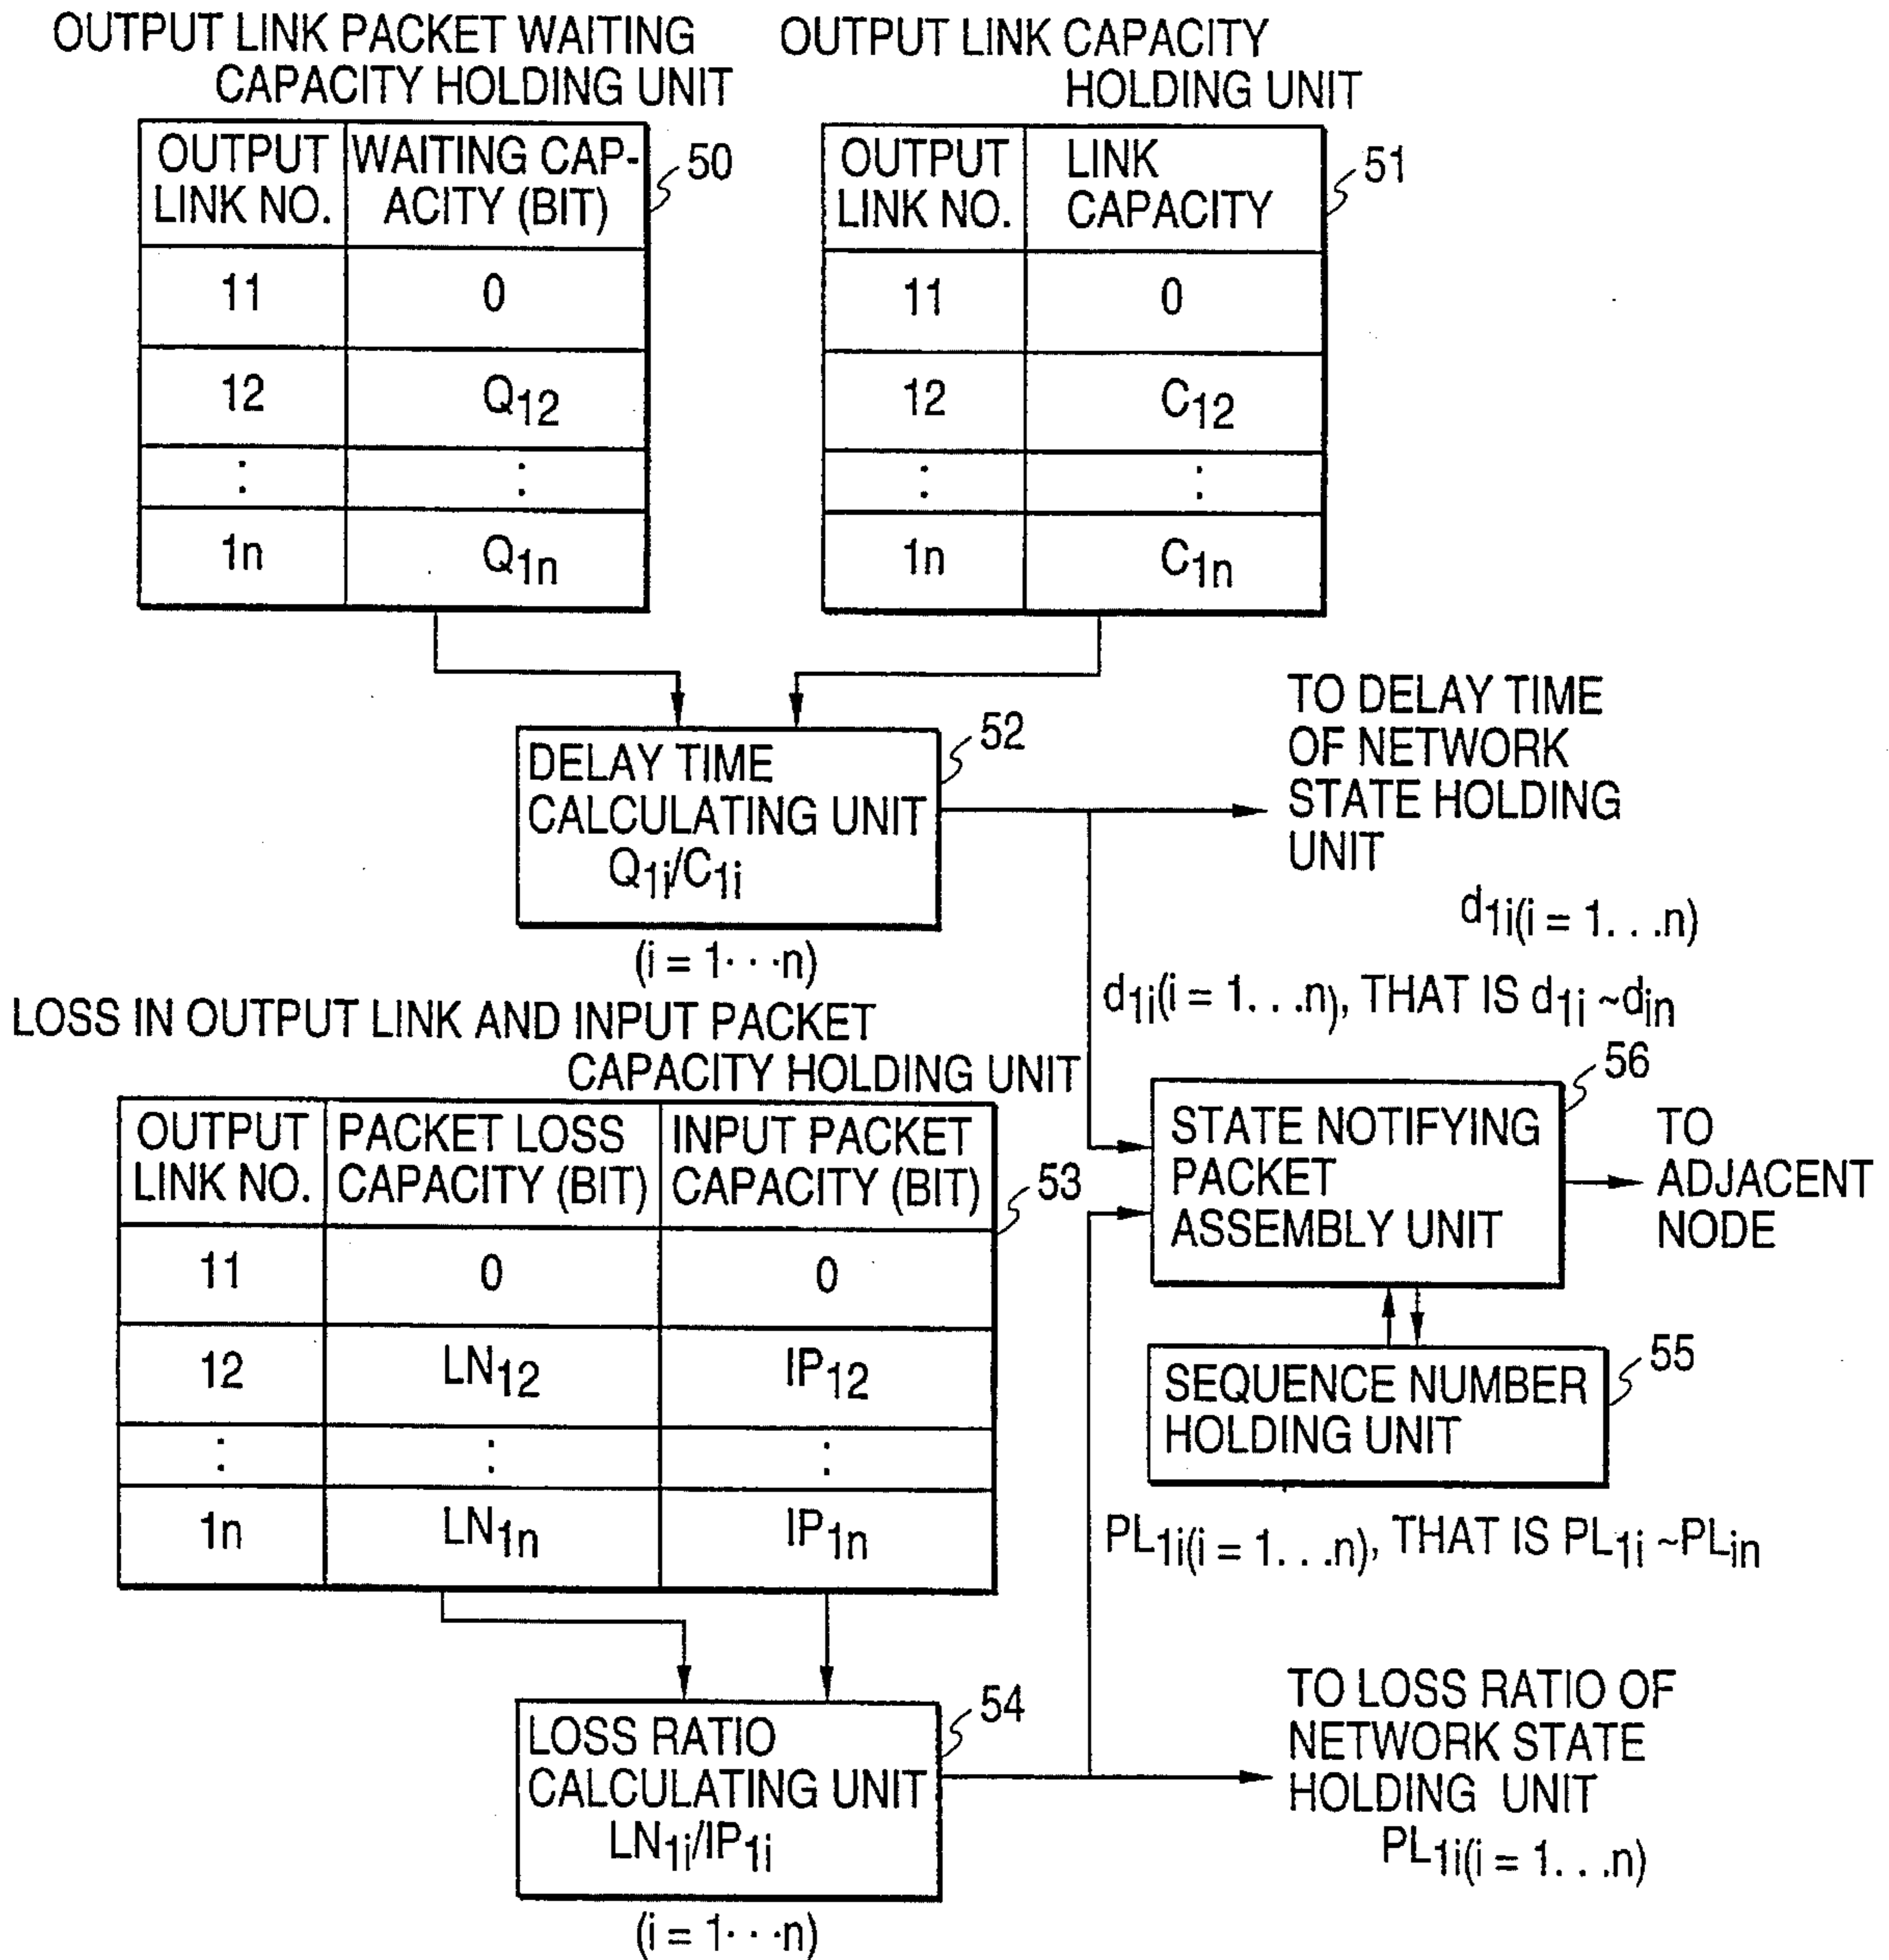 OUTPUT LINK PACKET WAITING
CAPACITY HOLDING UNIT
OUTPUT LINK NO.
WAITING CAP-
ACITY (BIT)
50
11
0
12
Q12
:
:
1n
Q1n
OUTPUT LINK CAPACITY
HOLDING UNIT
OUTPUT LINK NO.
LINK
CAPACITY
51
11
0
12
C12
:
:
1n
C1n
DELAY TIME
CALCULATING UNIT
Q1i/C1i
52
(i = 1···n)
TO DELAY TIME
OF NETWORK
STATE HOLDING
UNIT
d1i(i = 1...n)
d1i(i = 1...n), THAT IS d1i ~din
LOSS IN OUTPUT LINK AND INPUT PACKET
CAPACITY HOLDING UNIT
OUTPUT
LINK NO.
PACKET LOSS
CAPACITY (BIT)
INPUT PACKET
CAPACITY (BIT)
53
11
0
0
12
LN12
IP12
:
:
:
1n
LN1n
IP1n
STATE NOTIFYING
PACKET
ASSEMBLY UNIT
56
TO
ADJACENT
NODE
SEQUENCE NUMBER
HOLDING UNIT
55
PL1i(i = 1...n), THAT IS PL1i ~PLin
LOSS RATIO
CALCULATING UNIT
LN1i/IP1i
54
(i = 1···n)
TO LOSS RATIO OF
NETWORK STATE
HOLDING UNIT
PL1i(i = 1...n)